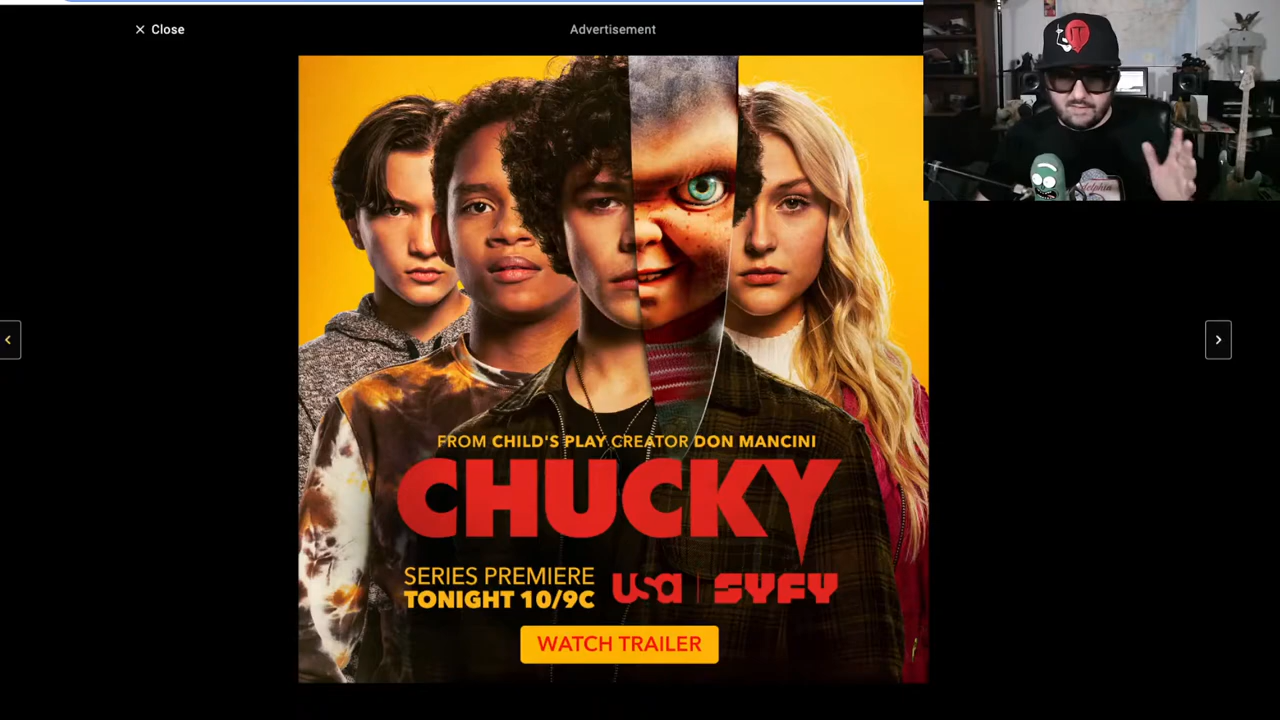 Close
Advertisement
FROM CHILD'S PLAY CREATOR DON MANCINI
CHUCKY
SERIES PREMIERE
TONIGHT 10/9C
USA | SYFY
WATCH TRAILER